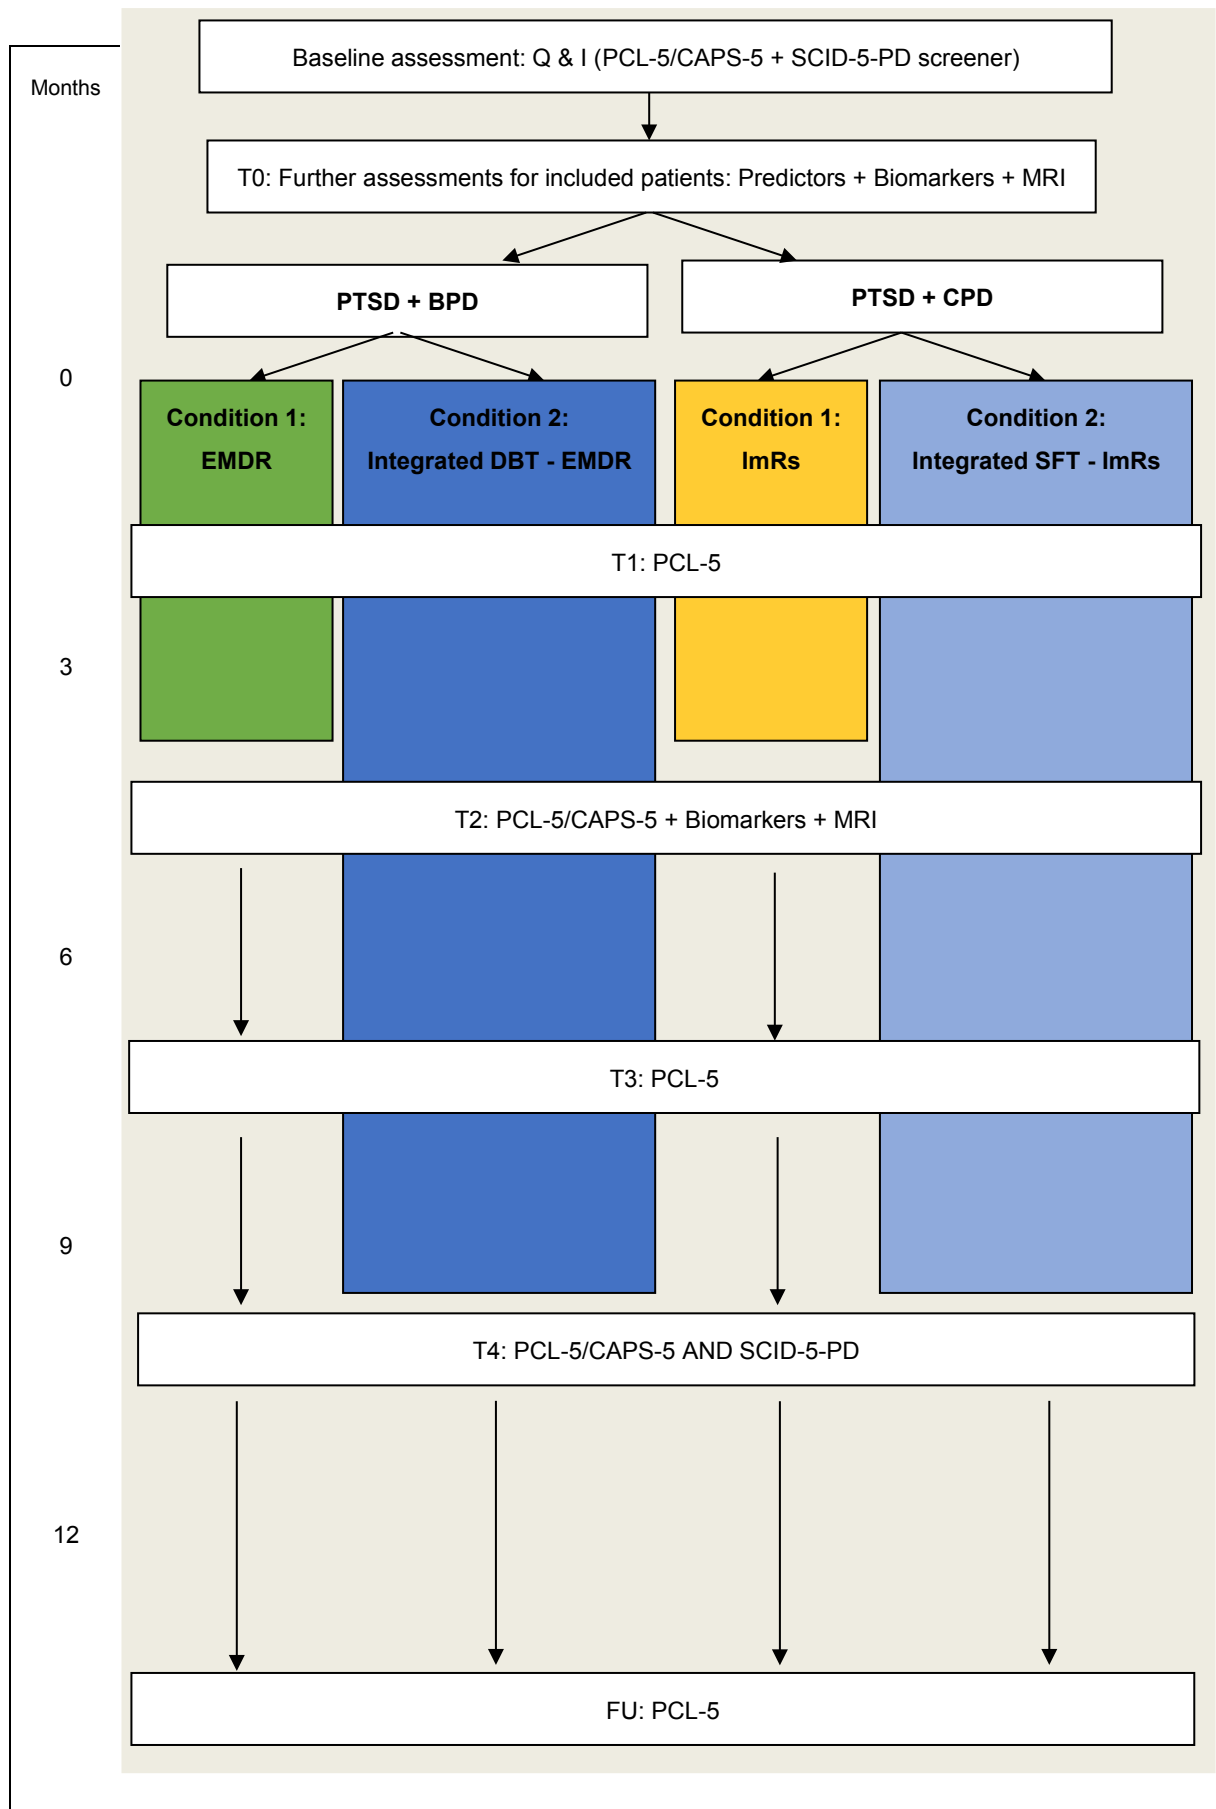 Baseline assessment: Q & I (PCL-5/CAPS-5 + SCID-5-PD screener)
Months
T0: Further assessments for included patients: Predictors + Biomarkers + MRI
PTSD + BPD
PTSD + CPD
0
Condition 1:
EMDR
Condition 2:
Integrated DBT - EMDR
Condition 1:
ImRs
Condition 2:
Integrated SFT - ImRs
T1: PCL-5
3
T2: PCL-5/CAPS-5 + Biomarkers + MRI
6
T3: PCL-5
9
T4: PCL-5/CAPS-5 AND SCID-5-PD
12
FU: PCL-5